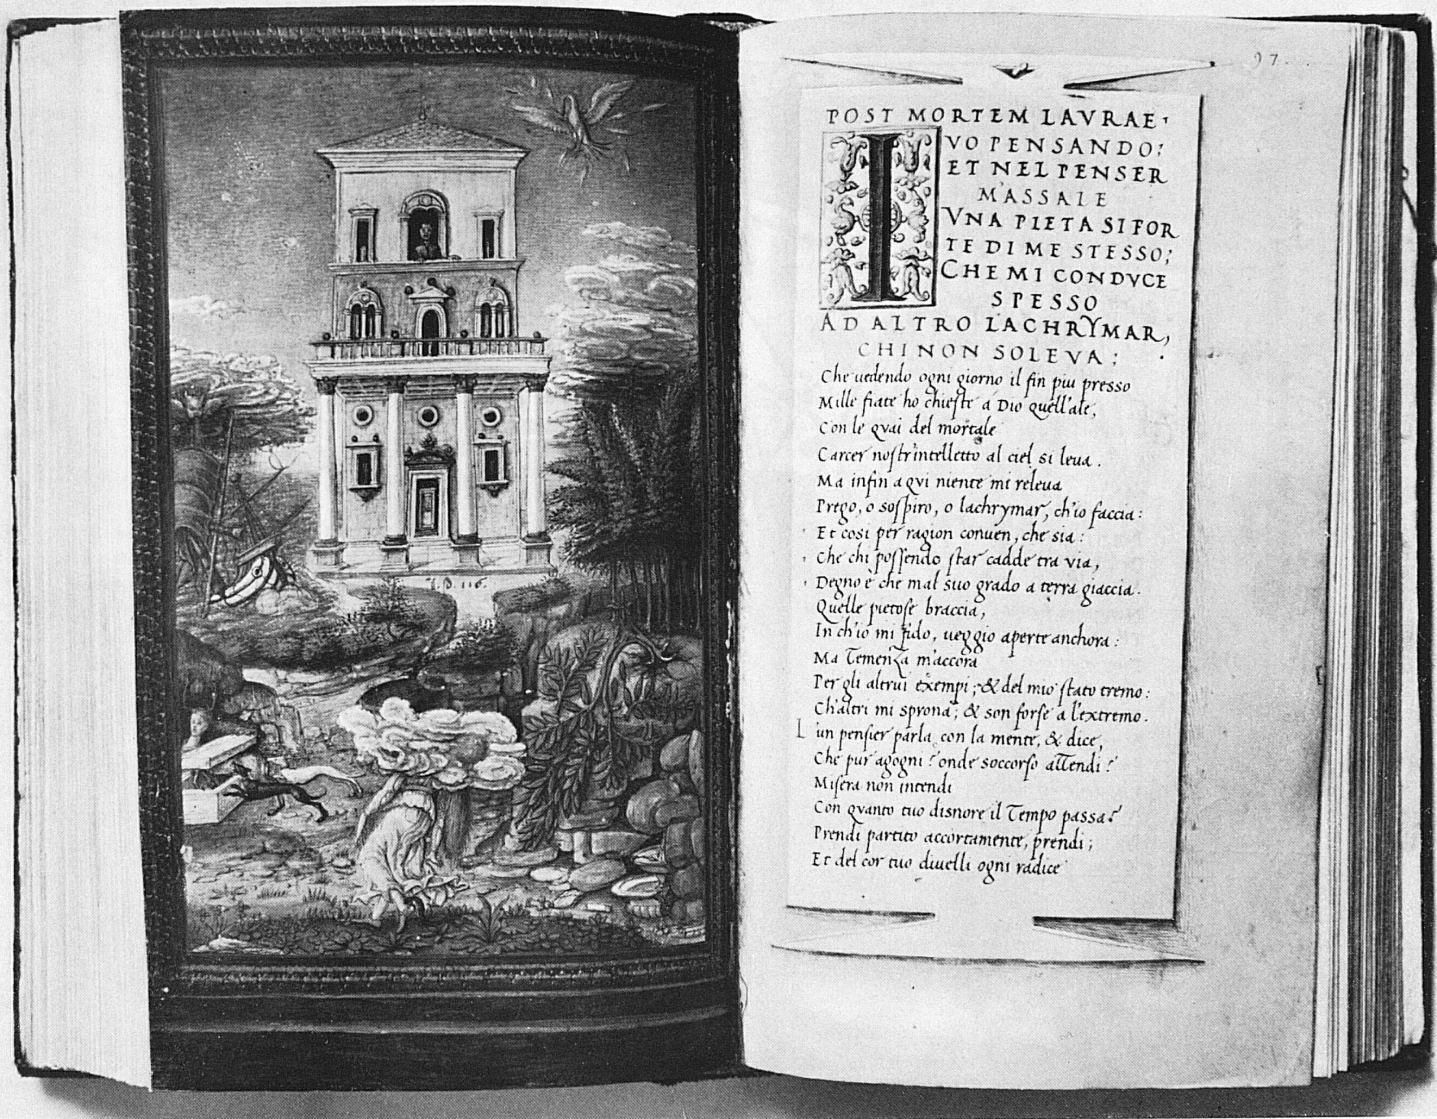 97.
POST MORTEM LAVRAE.
IVO PENSANDO;
ET NEL PENSER
M'ASSALE
VNA PIETA SI FOR
TE DI ME STESSO;
CHE MI CONDVCE
SPESSO
AD ALTRO LACHRYMAR,
CHI NON SOLEVA;
Che uedendo ogni giorno il fin piu presso
Mille fiate ho chieste a Dio quell'ale,
Con le qvai del mortale
Carcer nostr'intelletto al ciel si leua.
Ma infin a qvi niente mi releua
Prego, o sospiro, o lachrymar, ch'io faccia:
Et cosi per ragion conuen, che sia:
Che chi possendo star cadde tra via,
Degno è che mal suo grado a terra giaccia.
Quelle pietose braccia,
In ch'io mi fido, ueggio aperte anchora:
Ma Temenza m'accora
Per gli altrui exempi; & del mio stato tremo:
Ch'altri mi sprona; & son forse a l'extremo.
L'un pensier parla con la mente, & dice,
Che pur agogni? onde soccorso attendi?
Misera non intendi
Con qvanto tuo disnore il Tempo passa?
Prendi partito accortamente, prendi;
Et del cor tuo diuelli ogni radice